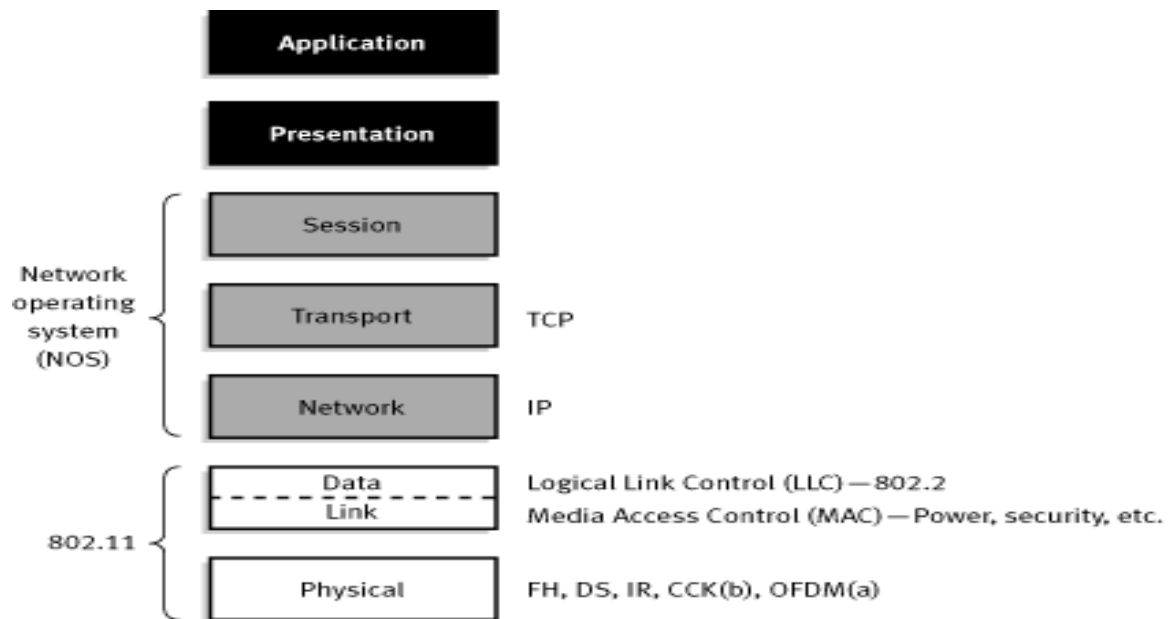 Application
Presentation
Session
Network
operating
system
(NOS)
Transport
TCP
Network
IP
802.11
Data
Link
Logical Link Control (LLC)—802.2
Media Access Control (MAC)—Power, security, etc.
Physical
FH, DS, IR, CCK(b), OFDM(a)